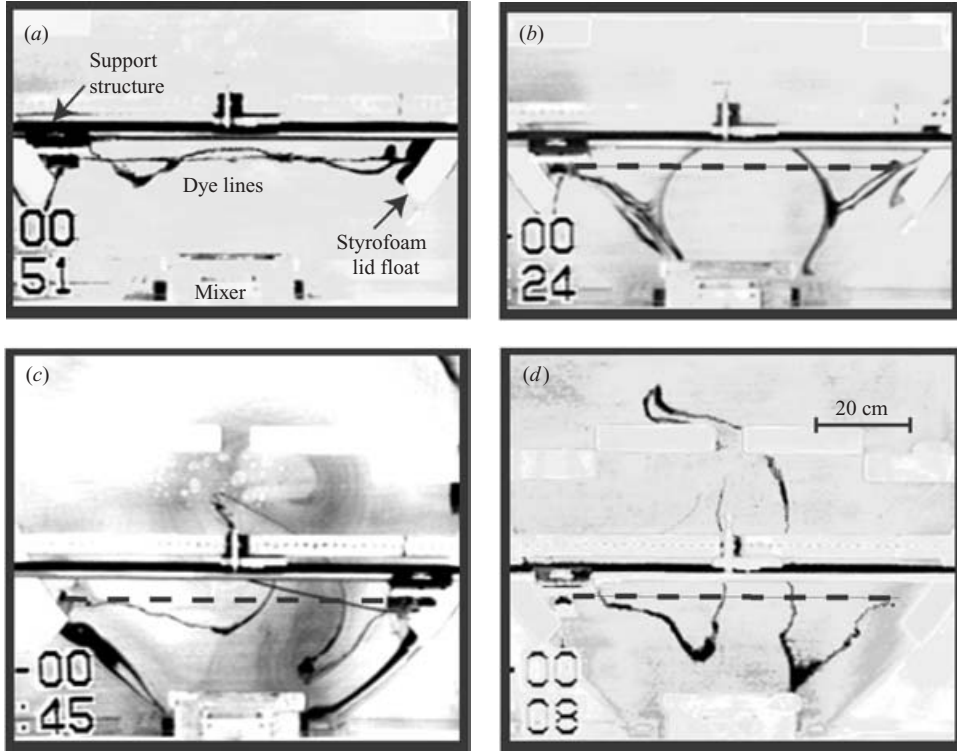 (a)
Support
structure
Dye lines
Styrofoam
lid float
Mixer
00
51
(b)
-00
24
(c)
-00
:45
(d)
20 cm
00
08